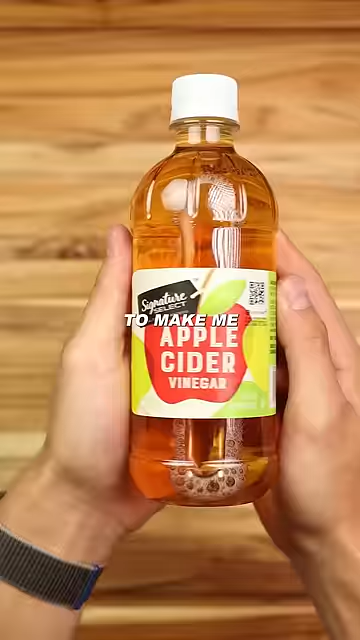 Signature
SELECT
TO MAKE ME
APPLE
CIDER
VINEGAR